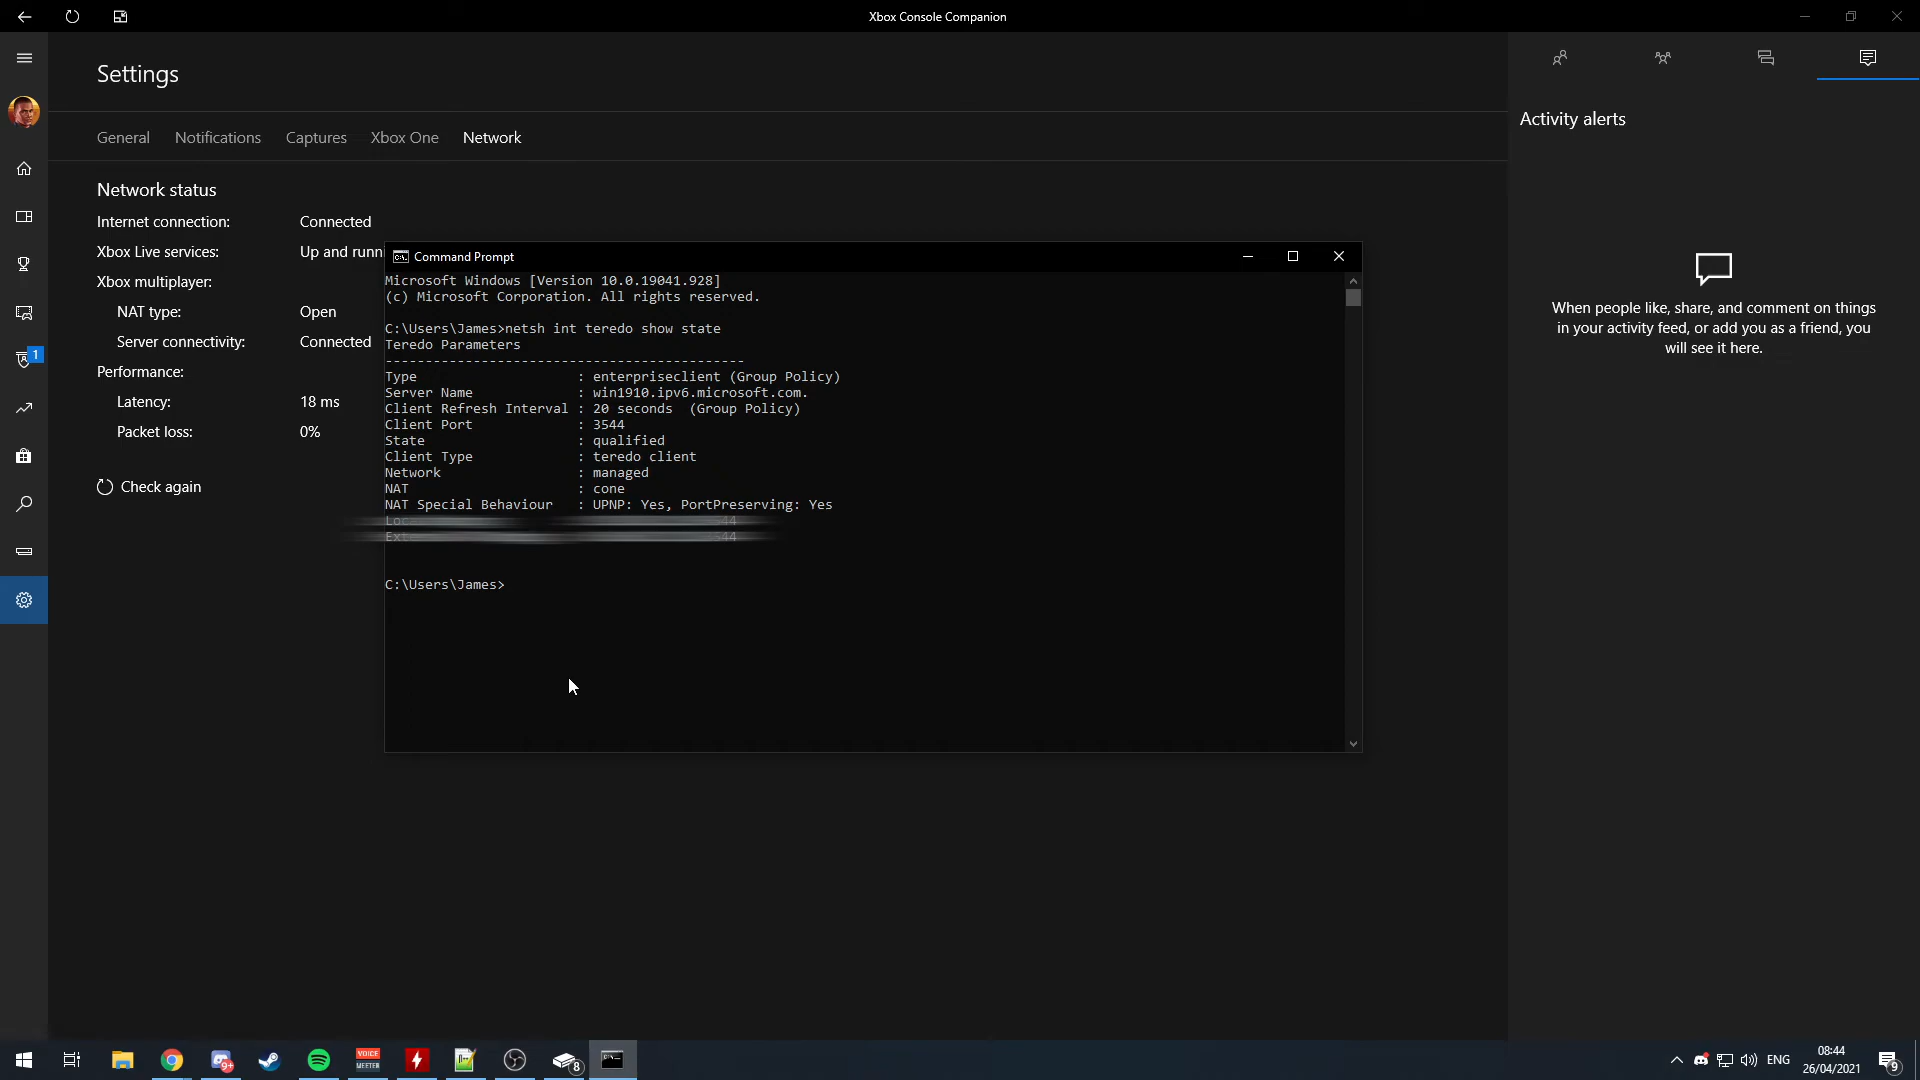 Xbox Console Companion
Settings
General Notifications Captures Xbox One Network
Network status
Internet connection: Connected
Xbox Live services: Up and runn
Xbox multiplayer:
NAT type: Open
Server connectivity: Connected
Performance:
Latency: 18 ms
Packet loss: 0%
Check again
1
Command Prompt
Microsoft Windows [Version 10.0.19041.928]
(c) Microsoft Corporation. All rights reserved.
C:\Users\James>netsh int teredo show state
Teredo Parameters
---------------------------------------------
Type : enterpriseclient (Group Policy)
Server Name : win1910.ipv6.microsoft.com.
Client Refresh Interval : 20 seconds (Group Policy)
Client Port : 3544
State : qualified
Client Type : teredo client
Network : managed
NAT : cone
NAT Special Behaviour : UPNP: Yes, PortPreserving: Yes
C:\Users\James>
Activity alerts
When people like, share, and comment on things
in your activity feed, or add you as a friend, you
will see it here.
9+
VOICE
MEETER
8
ENG
08:44
26/04/2021
9